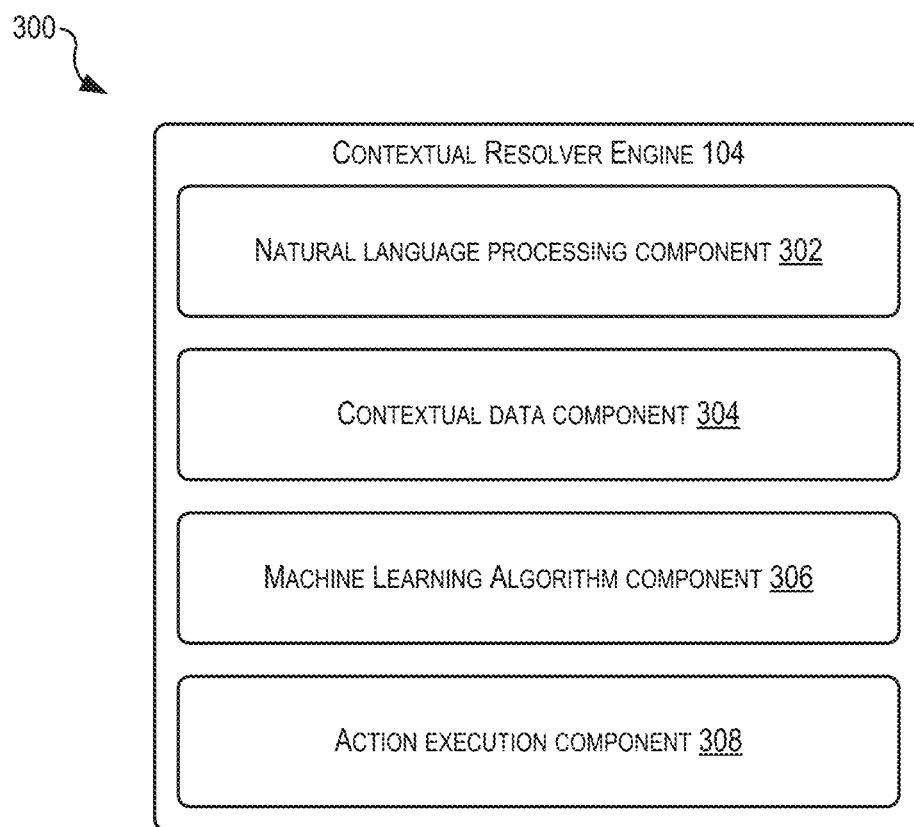 300
CONTEXTUAL RESOLVER ENGINE 104
NATURAL LANGUAGE PROCESSING COMPONENT 302
CONTEXTUAL DATA COMPONENT 304
MACHINE LEARNING ALGORITHM COMPONENT 306
ACTION EXECUTION COMPONENT 308